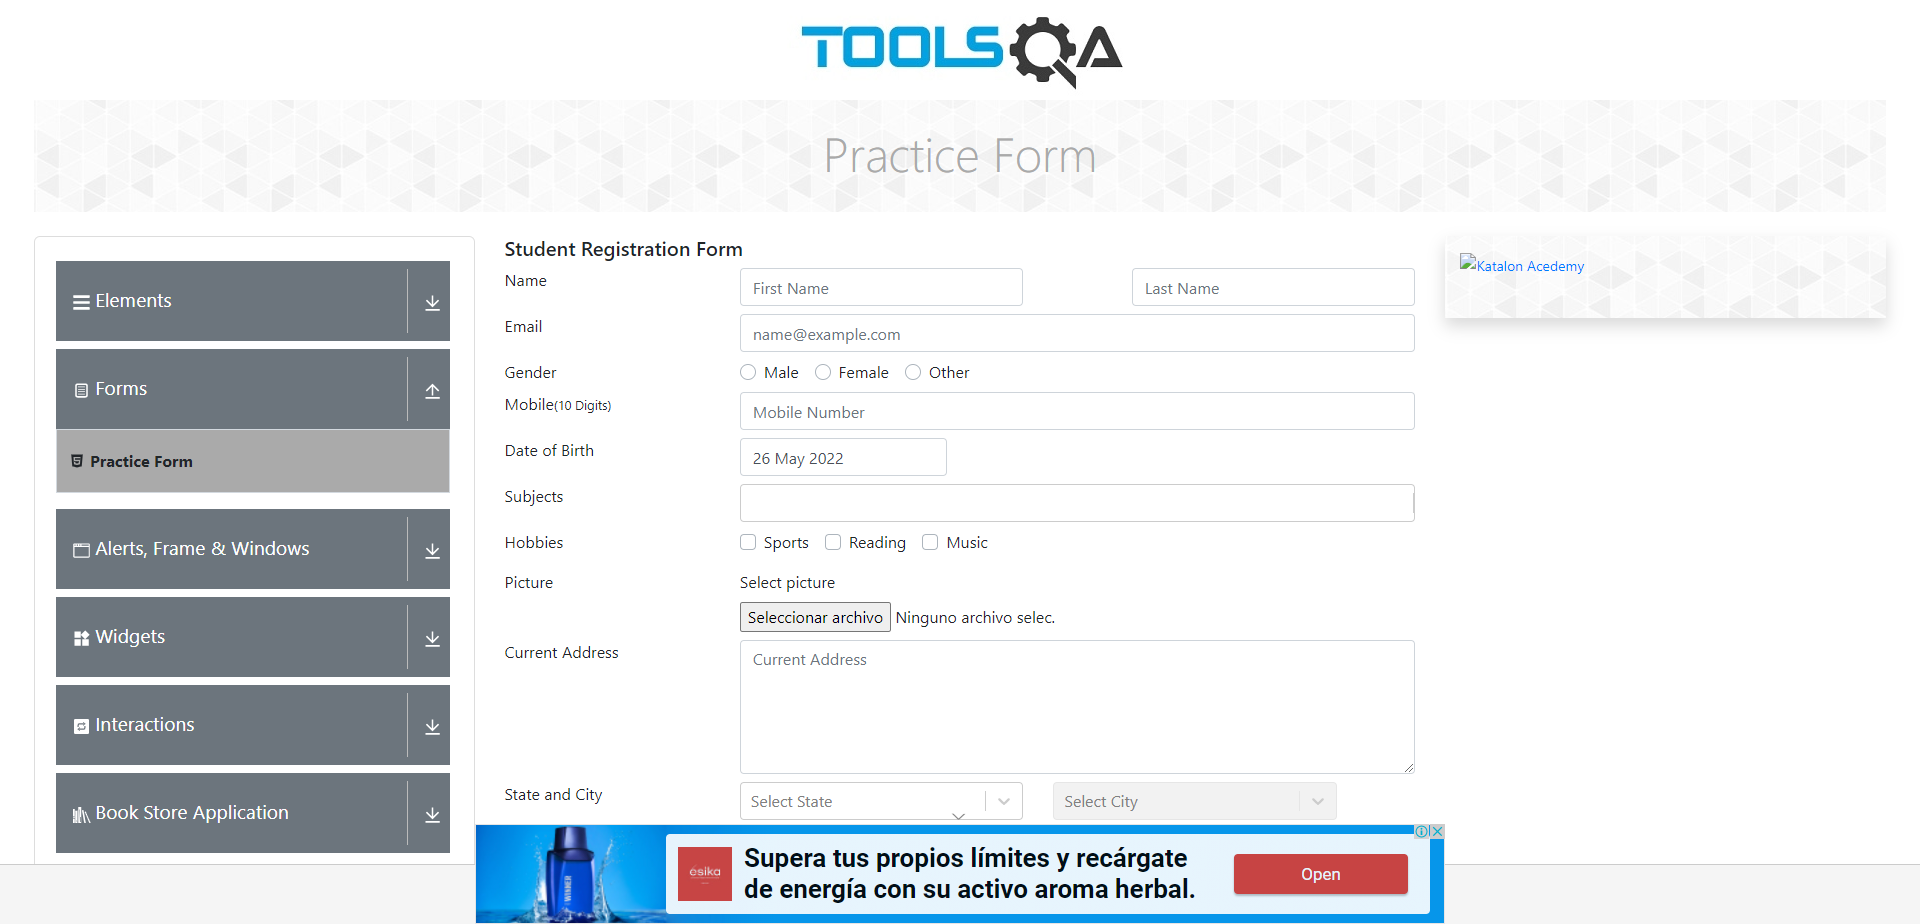 TOOLSQA
Practice Form
Elements
Forms
Practice Form
Alerts, Frame & Windows
Widgets
Interactions
Book Store Application
Student Registration Form
Name
First Name
Last Name
Email
name@example.com
Gender
Male
Female
Other
Mobile(10 Digits)
Mobile Number
Date of Birth
26 May 2022
Subjects
Hobbies
Sports
Reading
Music
Picture
Select picture
Seleccionar archivo
Ninguno archivo selec.
Current Address
Current Address
State and City
Select State
Select City
Katalon Acedemy
WINNER
ésika
Supera tus propios límites y recárgate
de energía con su activo aroma herbal.
Open